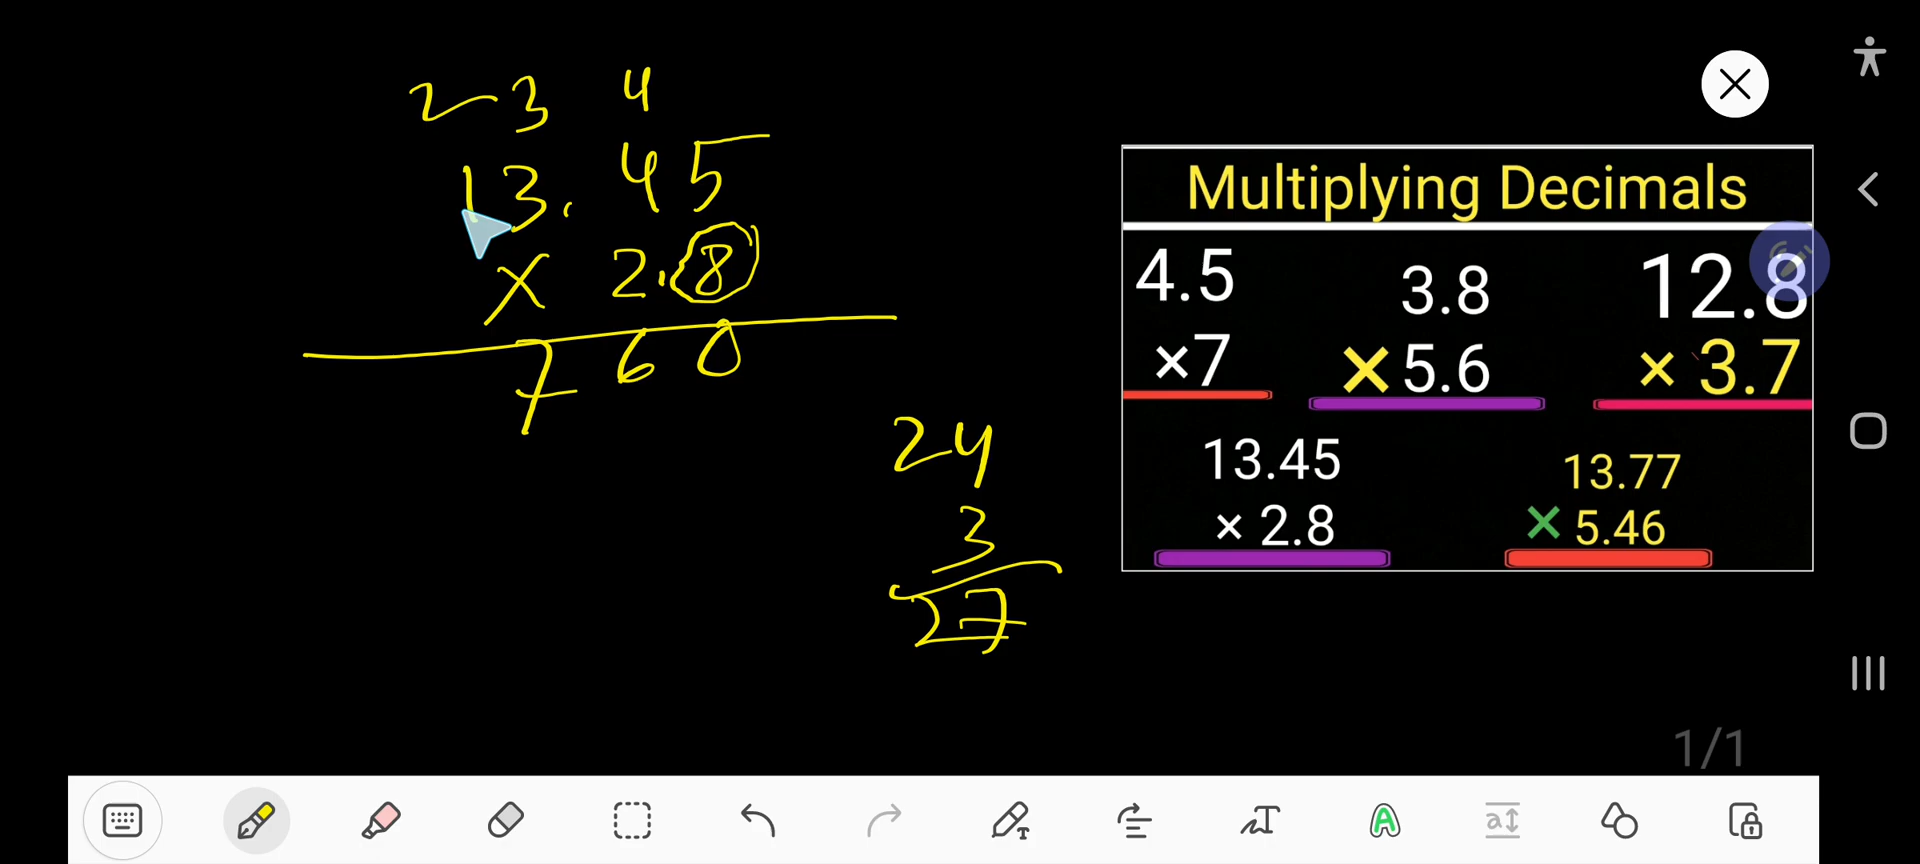 2 3 4
13.45
× 2.8
760
24
3
27
Multiplying Decimals
4.5
×7
3.8
×5.6
12.8
× 3.7
13.45
× 2.8
13.77
× 5.46
1/1
T
T
A
a